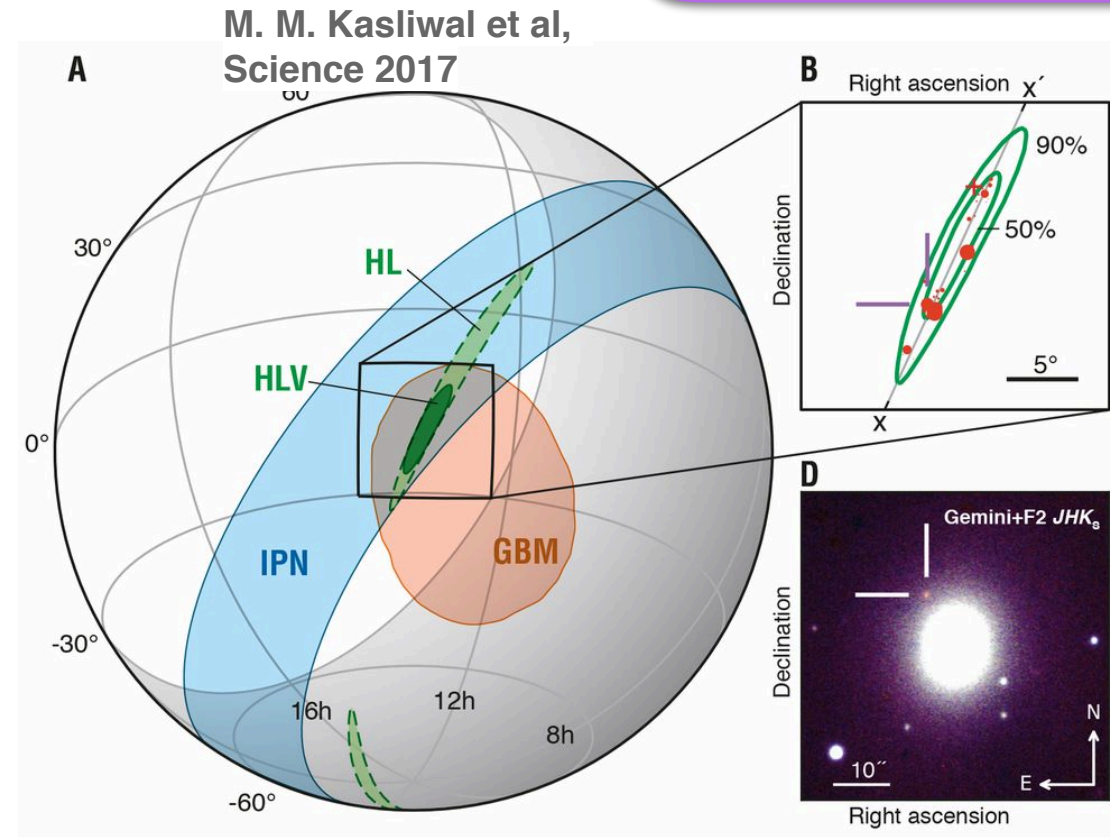 M. M. Kasliwal et al,
Science 2017
A
60
30°
HL
HLV
0°
IPN
GBM
-30°
16h
12h
8h
-60°
B
Right ascension
x´
90%
Declination
50%
5°
x
D
Gemini+F2 JHKs
Declination
10˝
N
E
Right ascension